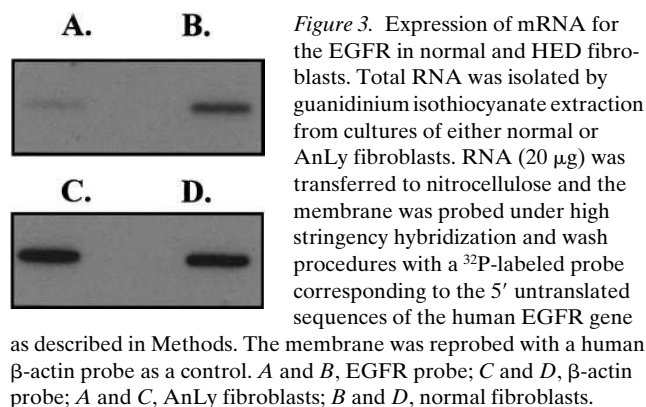 A. B.
C. D.
Figure 3. Expression of mRNA for
the EGFR in normal and HED fibro-
blasts. Total RNA was isolated by
guanidinium isothiocyanate extraction
from cultures of either normal or
AnLy fibroblasts. RNA (20 μg) was
transferred to nitrocellulose and the
membrane was probed under high
stringency hybridization and wash
procedures with a ³²P-labeled probe
corresponding to the 5′ untranslated
sequences of the human EGFR gene
as described in Methods. The membrane was reprobed with a human
β-actin probe as a control. A and B, EGFR probe; C and D, β-actin
probe; A and C, AnLy fibroblasts; B and D, normal fibroblasts.